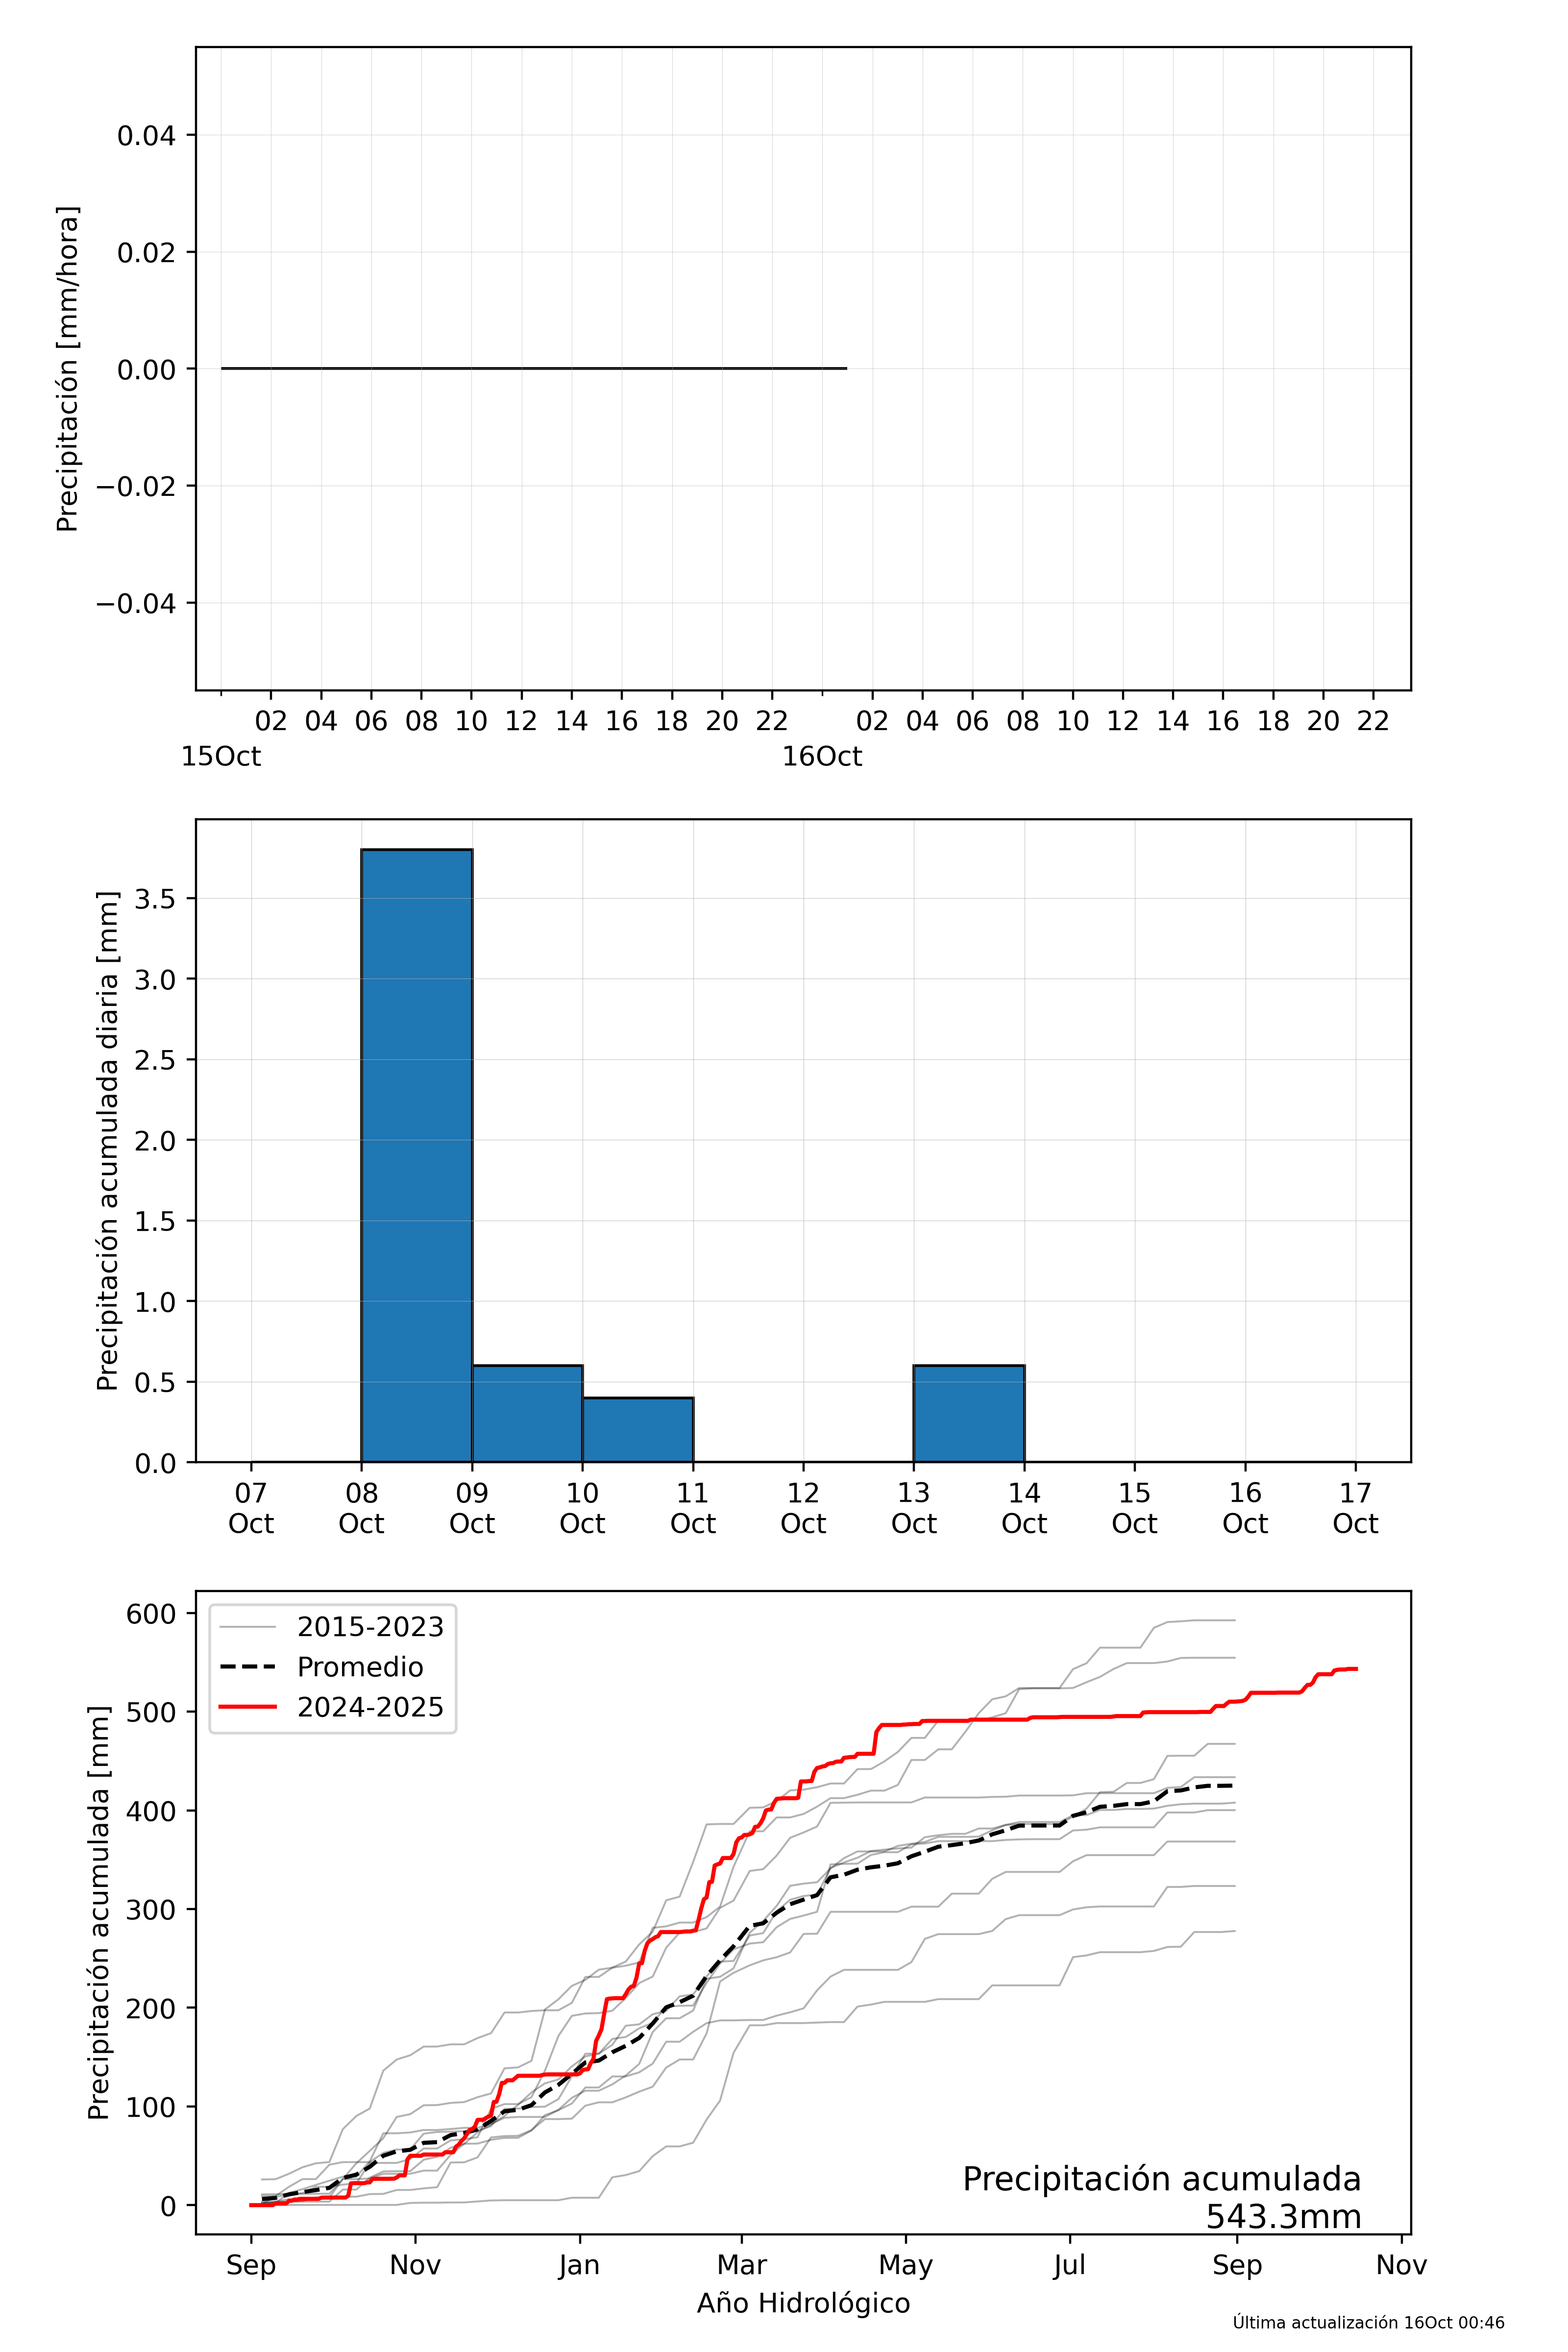 Precipitación [mm/hora]
0.04
0.02
0.00
−0.02
−0.04
02 04 06 08 10 12 14 16 18 20 22 02 04 06 08 10 12 14 16 18 20 22
15Oct 16Oct
Precipitación acumulada diaria [mm]
3.5
3.0
2.5
2.0
1.5
1.0
0.5
0.0
07 08 09 10 11 12 13 14 15 16 17
Oct Oct Oct Oct Oct Oct Oct Oct Oct Oct Oct
Precipitación acumulada [mm]
600
500
400
300
200
100
0
2015-2023
Promedio
2024-2025
Precipitación acumulada
543.3mm
Sep Nov Jan Mar May Jul Sep Nov
Año Hidrológico
Última actualización 16Oct 00:46